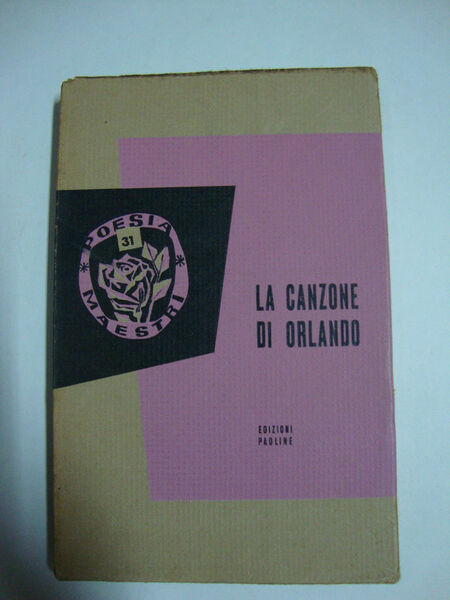 * POESIA *
31
MAESTRI
LA CANZONE
DI ORLANDO
EDIZIONI
PAOLINE